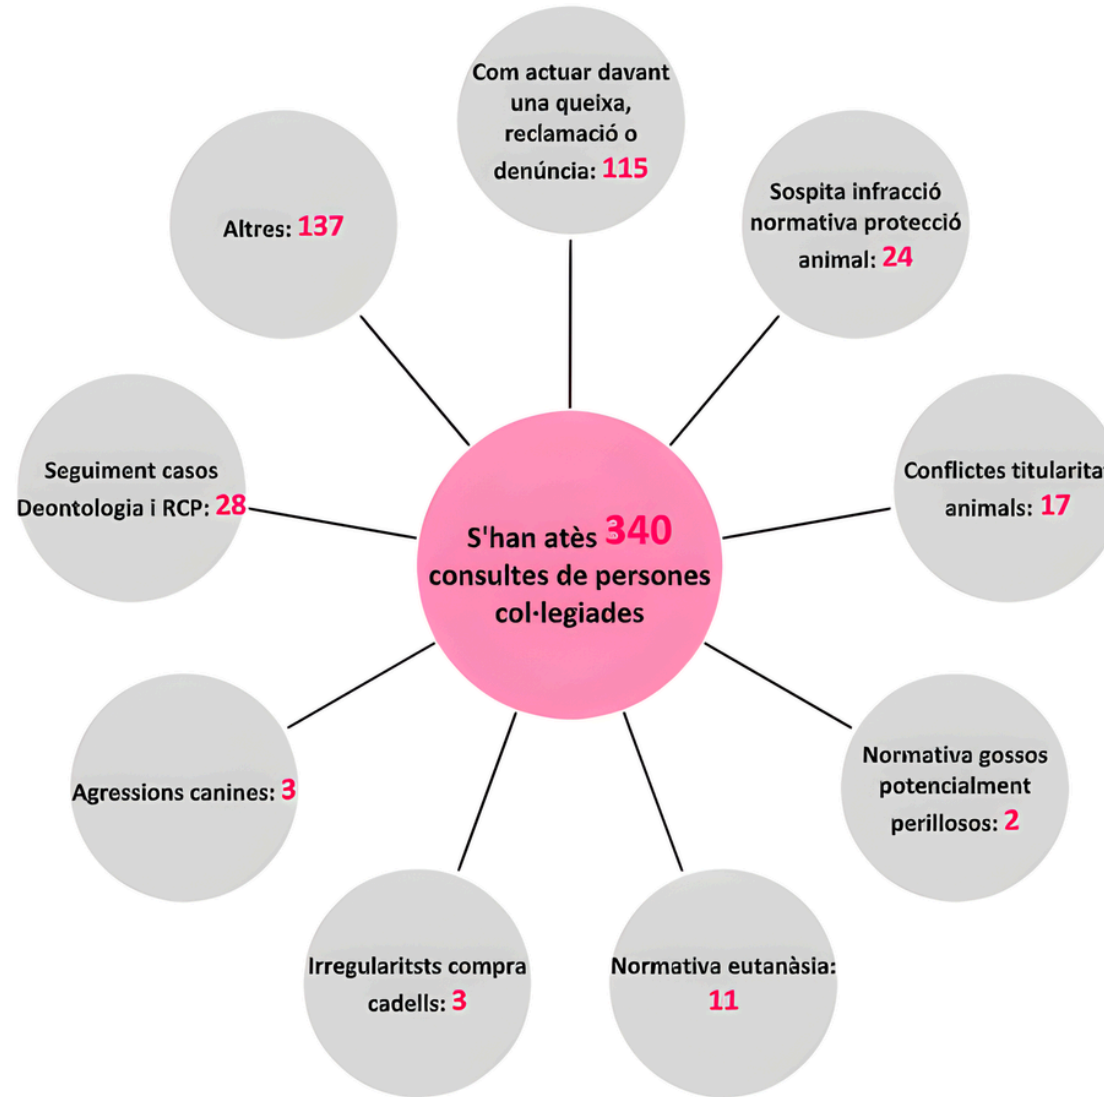 Com actuar davant
una queixa,
reclamació o
denúncia: 115
Sospita infracció
normativa protecció
animal: 24
Conflictes titularitat
animals: 17
Normativa gossos
potencialment
perillosos: 2
Normativa eutanàsia:
11
Irregularitsts compra
cadells: 3
Agressions canines: 3
Seguiment casos
Deontologia i RCP: 28
Altres: 137
S'han atès 340
consultes de persones
col·legiades